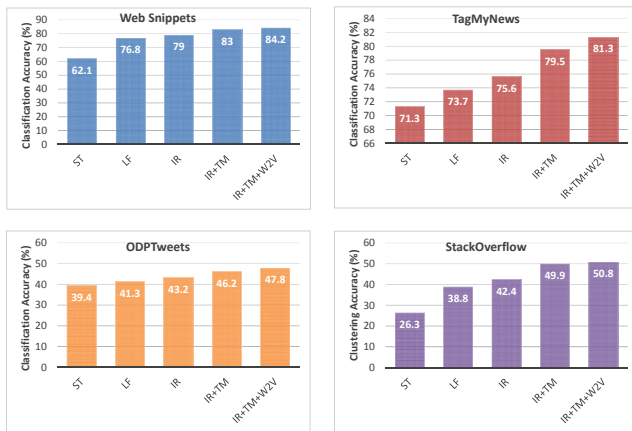 Web Snippets
Classification Accuracy (%)
90
80
70
60
50
40
30
20
10
0
62.1
76.8
79
83
84.2
ST
LF
IR
IR+TM
IR+TM+W2V
TagMyNews
Classification Accuracy (%)
84
82
80
78
76
74
72
70
68
66
71.3
73.7
75.6
79.5
81.3
ST
LF
IR
IR+TM
IR+TM+W2V
ODPTweets
Classification Accuracy (%)
60
50
40
30
20
10
0
39.4
41.3
43.2
46.2
47.8
ST
LF
IR
IR+TM
IR+TM+W2V
StackOverflow
Clustering Accuracy (%)
60
50
40
30
20
10
0
26.3
38.8
42.4
49.9
50.8
ST
LF
IR
IR+TM
IR+TM+W2V